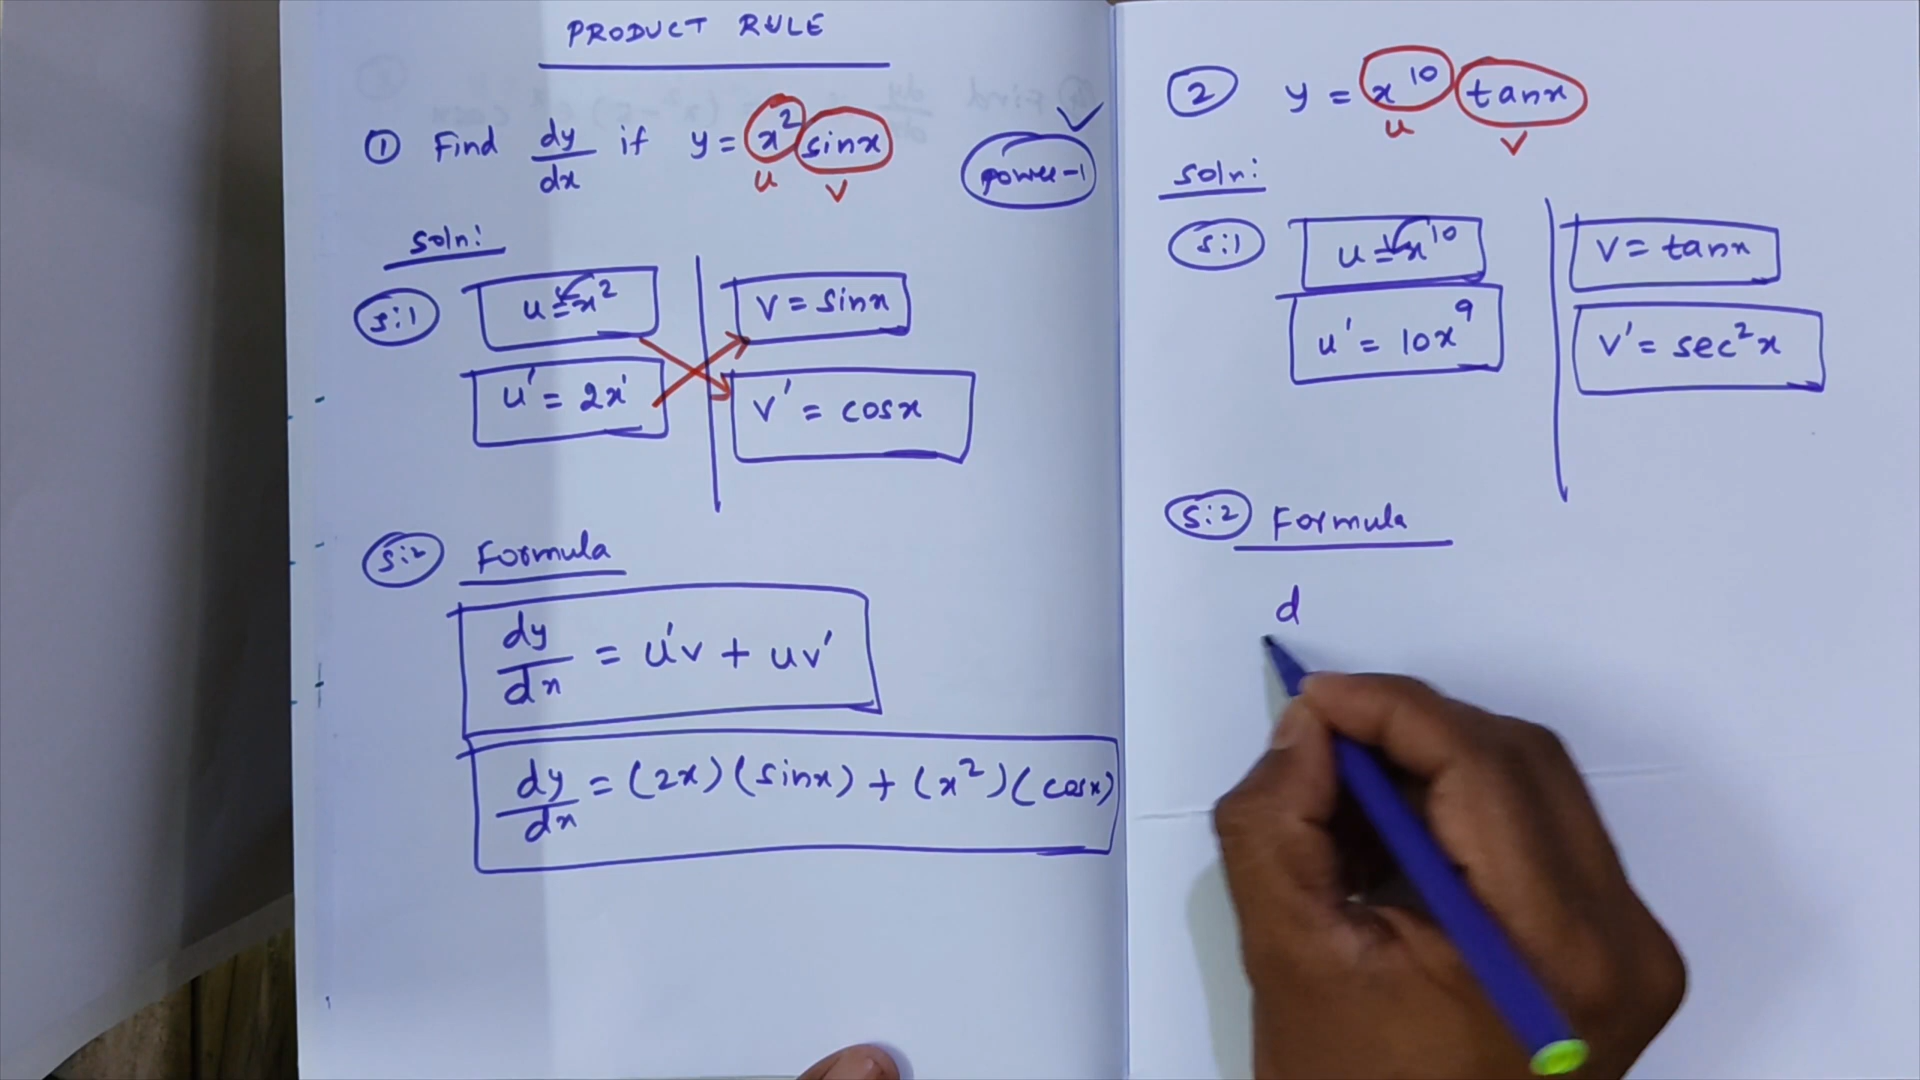 PRODUCT RULE
① Find dy/dx if y = x² sinx
u v
power-1
soln:
S:1 u = x² v = sinx
u' = 2x' v' = cosx
S:2 Formula
dy/dx = u'v + uv'
dy/dx = (2x)(sinx) + (x²)(cosx)
② y = x¹⁰ tanx
u v
soln:
S:1 u = x¹⁰ v = tanx
u' = 10x⁹ v' = sec²x
S:2 Formula
d